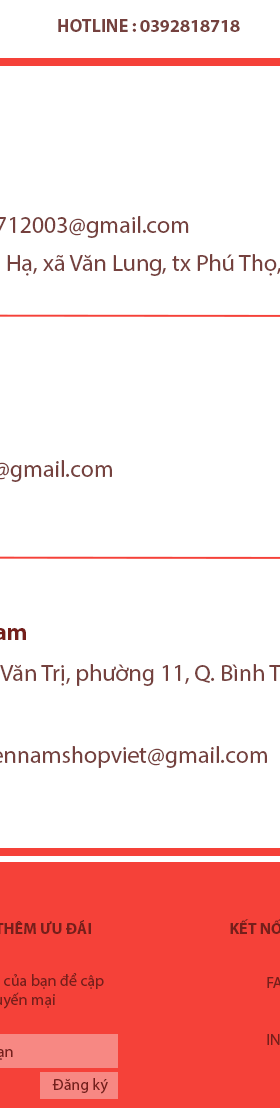 HOTLINE : 0392818718
712003@gmail.com
Hạ, xã Văn Lung, tx Phú Thọ,
@gmail.com
am
Văn Trị, phường 11, Q. Bình T
ennamshopviet@gmail.com
THÊM ƯU ĐÁI
KẾT NỐ
của bạn để cập
FA
uyến mại
IN
ạn
Đăng ký